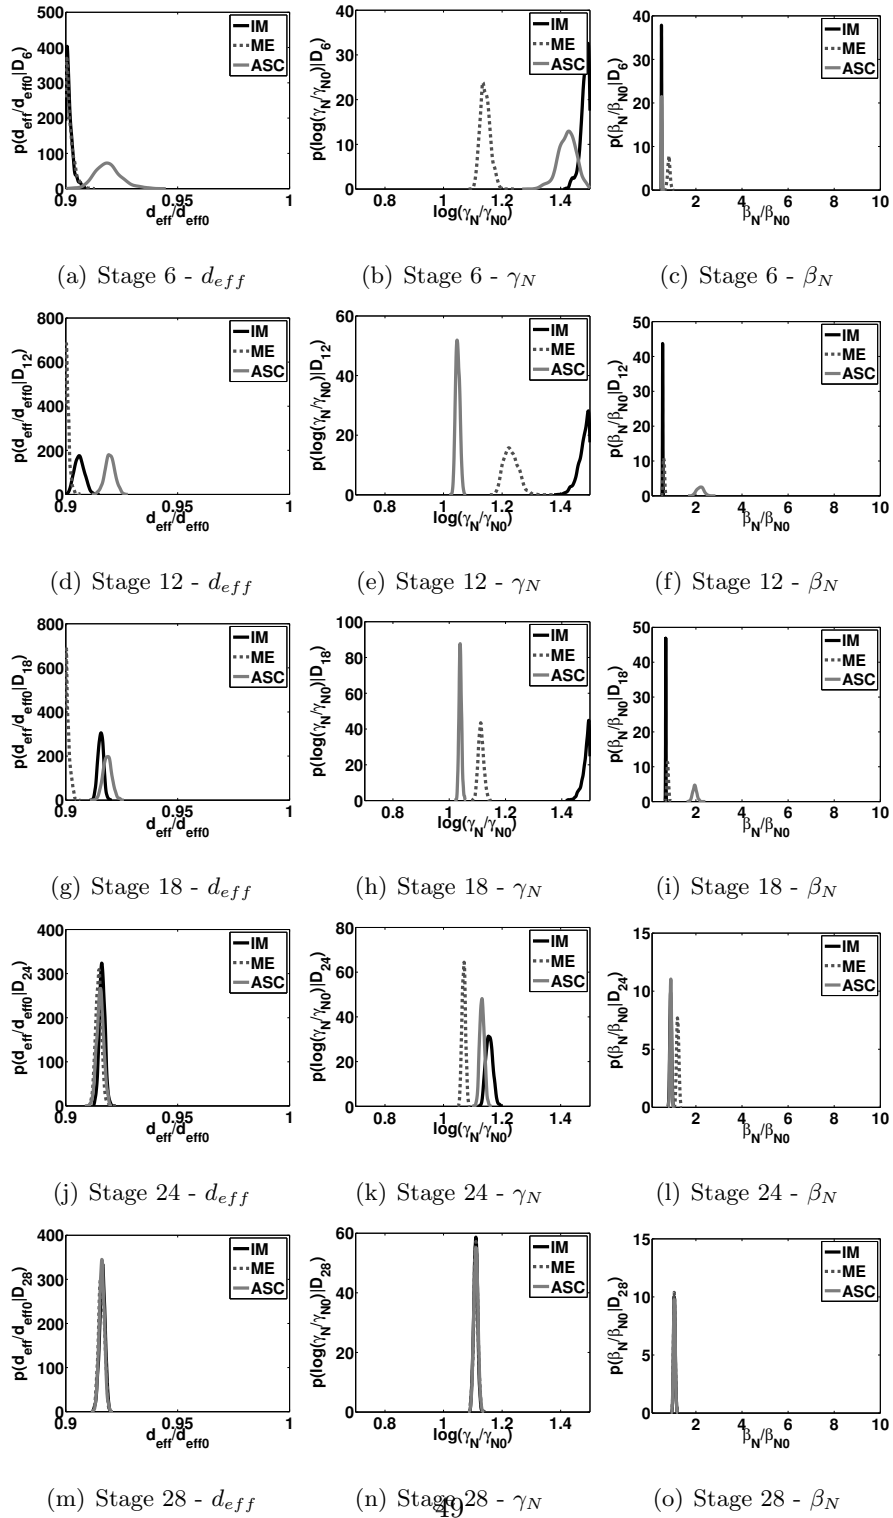 p(d_eff/d_eff0|D_6)
500
400
300
200
100
0
0.9
0.95
1
d_eff/d_eff0
IM
ME
ASC
p(log(γ_N/γ_N0)|D_6)
40
30
20
10
0
1
1.2
1.4
log(γ_N/γ_N0)
IM
ME
ASC
p(β_N/β_N0|D_6)
40
30
20
10
0
2
4
6
8
10
β_N/β_N0
IM
ME
ASC
(a) Stage 6 - d_eff
(b) Stage 6 - γ_N
(c) Stage 6 - β_N
p(d_eff/d_eff0|D_12)
800
600
400
200
0
0.9
0.95
1
d_eff/d_eff0
IM
ME
ASC
p(log(γ_N/γ_N0)|D_12)
60
40
20
0
1
1.2
1.4
log(γ_N/γ_N0)
IM
ME
ASC
p(β_N/β_N0|D_12)
50
40
30
20
10
0
2
4
6
8
10
β_N/β_N0
IM
ME
ASC
(d) Stage 12 - d_eff
(e) Stage 12 - γ_N
(f) Stage 12 - β_N
p(d_eff/d_eff0|D_18)
800
600
400
200
0
0.9
0.95
1
d_eff/d_eff0
IM
ME
ASC
p(log(γ_N/γ_N0)|D_18)
100
80
60
40
20
0
0.8
1
1.2
1.4
log(γ_N/γ_N0)
IM
ME
ASC
p(β_N/β_N0|D_18)
50
40
30
20
10
0
2
4
6
8
10
β_N/β_N0
IM
ME
ASC
(g) Stage 18 - d_eff
(h) Stage 18 - γ_N
(i) Stage 18 - β_N
p(d_eff/d_eff0|D_24)
400
300
200
100
0
0.9
0.95
1
d_eff/d_eff0
IM
ME
ASC
p(log(γ_N/γ_N0)|D_24)
80
60
40
20
0
1
1.2
1.4
log(γ_N/γ_N0)
IM
ME
ASC
p(β_N/β_N0|D_24)
15
10
5
0
2
4
6
8
10
β_N/β_N0
IM
ME
ASC
(j) Stage 24 - d_eff
(k) Stage 24 - γ_N
(l) Stage 24 - β_N
p(d_eff/d_eff0|D_28)
400
300
200
100
0
0.9
0.95
1
d_eff/d_eff0
IM
ME
ASC
p(log(γ_N/γ_N0)|D_6)
60
40
20
0
1
1.2
1.4
log(γ_N/γ_N0)
IM
ME
ASC
p(β_N/β_N0|D_28)
15
10
5
0
2
4
6
8
10
β_N/β_N0
IM
ME
ASC
(m) Stage 28 - d_eff
(n) Stage 28 - γ_N
(o) Stage 28 - β_N
49